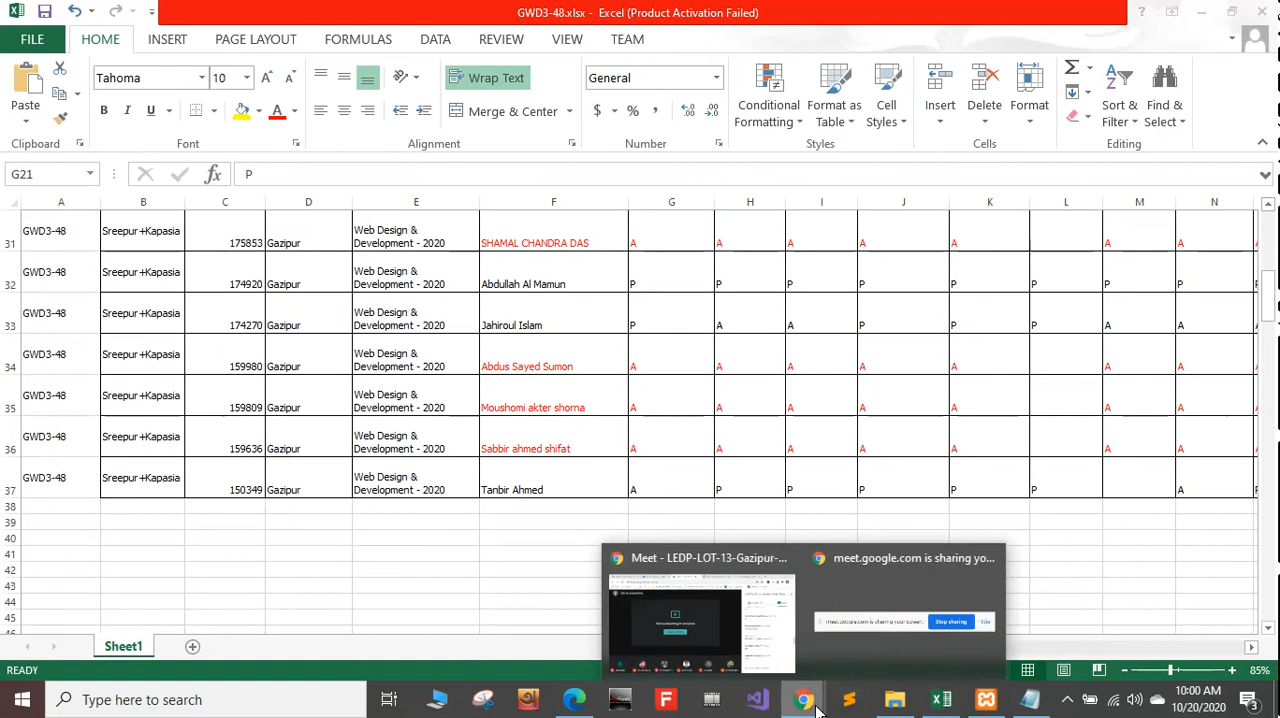 GWD3-48.xlsx - Excel (Product Activation Failed)
FILE HOME INSERT PAGE LAYOUT FORMULAS DATA REVIEW VIEW TEAM
Paste
Tahoma 10
B I U
Wrap Text
Merge & Center
General
$ % ,
Conditional Formatting
Format as Table
Cell Styles
Insert Delete Format
Sort & Filter
Find & Select
Clipboard Font Alignment Number Styles Cells Editing
G21 fx P
A B C D E F G H I J K L M N
31 GWD3-48 Sreepur+Kapasia 175853 Gazipur Web Design & Development - 2020 SHAMAL CHANDRA DAS A A A A A A A
32 GWD3-48 Sreepur+Kapasia 174920 Gazipur Web Design & Development - 2020 Abdullah Al Mamun P P P P P P P P
33 GWD3-48 Sreepur+Kapasia 174270 Gazipur Web Design & Development - 2020 Jahiroul Islam P A A P P P A A
34 GWD3-48 Sreepur+Kapasia 159980 Gazipur Web Design & Development - 2020 Abdus Sayed Sumon A A A A A A A
35 GWD3-48 Sreepur+Kapasia 159809 Gazipur Web Design & Development - 2020 Moushomi akter shorna A A A A A A A
36 GWD3-48 Sreepur+Kapasia 159636 Gazipur Web Design & Development - 2020 Sabbir ahmed shifat A A A A A A A
37 GWD3-48 Sreepur+Kapasia 150349 Gazipur Web Design & Development - 2020 Tanbir Ahmed A P P P P P A
38
39
40
41
42
43
44
45
Meet - LEDP-LOT-13-Gazipur-...
meet.google.com is sharing yo...
meet.google.com is sharing your screen. Stop sharing Hide
Sheet1
READY 85%
Type here to search
10:00 AM
10/20/2020
3